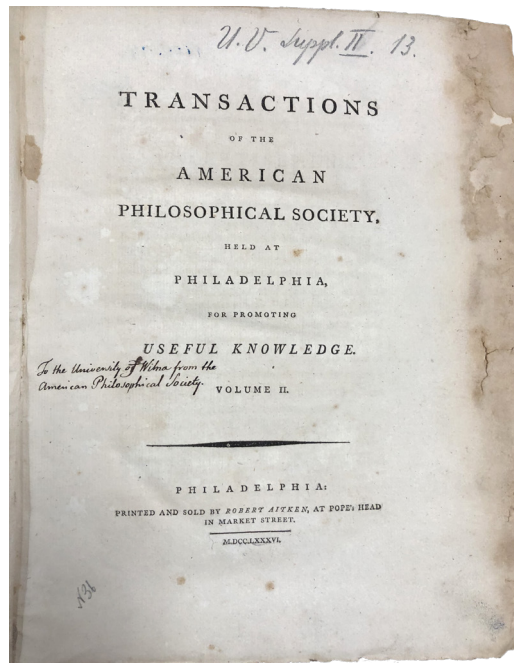 U. V. Suppl. II. 13.
TRANSACTIONS
OF THE
AMERICAN
PHILOSOPHICAL SOCIETY,
HELD AT
PHILADELPHIA,
FOR PROMOTING
USEFUL KNOWLEDGE.
To the University of Wilna from the
American Philosophical Society.
VOLUME II.
PHILADELPHIA:
PRINTED AND SOLD BY ROBERT AITKEN, AT POPE's HEAD
IN MARKET STREET.
M.DCC.LXXXVI.